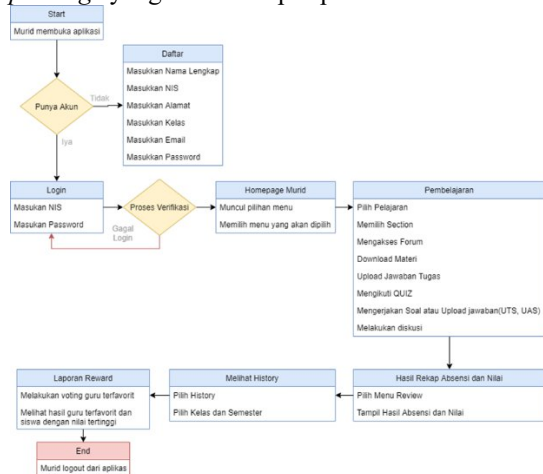 Start
Murid membuka aplikasi
Punya Akun
Tidak
Iya
Daftar
Masukkan Nama Lengkap
Masukkan NIS
Masukkan Alamat
Masukkan Kelas
Masukkan Email
Masukkan Password
Login
Masukan NIS
Masukan Password
Proses Verifikasi
Gagal
Login
Homepage Murid
Muncul pilihan menu
Memilih menu yang akan dipilih
Pembelajaran
Pilih Pelajaran
Memilih Section
Mengakses Forum
Download Materi
Upload Jawaban Tugas
Mengikuti QUIZ
Mengerjakan Soal atau Upload jawaban(UTS, UAS)
Melakukan diskusi
Laporan Reward
Melakukan voting guru terfavorit
Melihat hasil guru terfavorit dan
siswa dengan nilai tertinggi
Melihat History
Pilih History
Pilih Kelas dan Semester
Hasil Rekap Absensi dan Nilai
Pilih Menu Review
Tampil Hasil Absensi dan Nilai
End
Murid logout dari aplikas